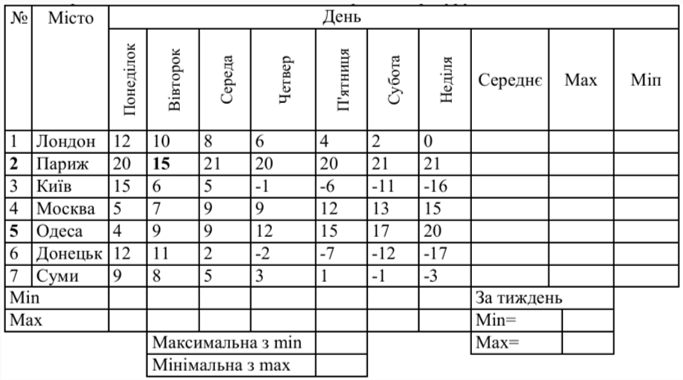 № Місто День
Понеділок Вівторок Середа Четвер П'ятниця Субота Неділя Середнє Max Міп
1 Лондон 12 10 8 6 4 2 0
2 Париж 20 15 21 20 20 21 21
3 Київ 15 6 5 -1 -6 -11 -16
4 Москва 5 7 9 9 12 13 15
5 Одеса 4 9 9 12 15 17 20
6 Донецьк 12 11 2 -2 -7 -12 -17
7 Суми 9 8 5 3 1 -1 -3
Min За тиждень
Max Min=
Максимальна з min Max=
Мінімальна з max